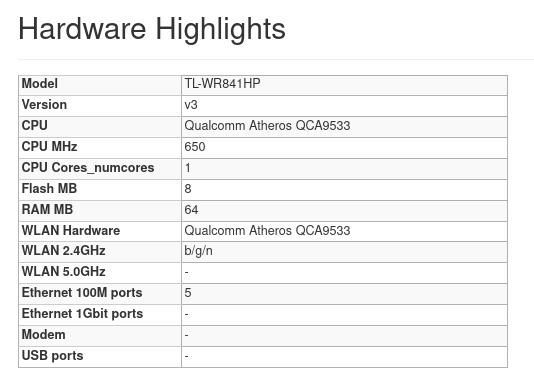 Hardware Highlights
Model TL-WR841HP
Version v3
CPU Qualcomm Atheros QCA9533
CPU MHz 650
CPU Cores_numcores 1
Flash MB 8
RAM MB 64
WLAN Hardware Qualcomm Atheros QCA9533
WLAN 2.4GHz b/g/n
WLAN 5.0GHz -
Ethernet 100M ports 5
Ethernet 1Gbit ports -
Modem -
USB ports -